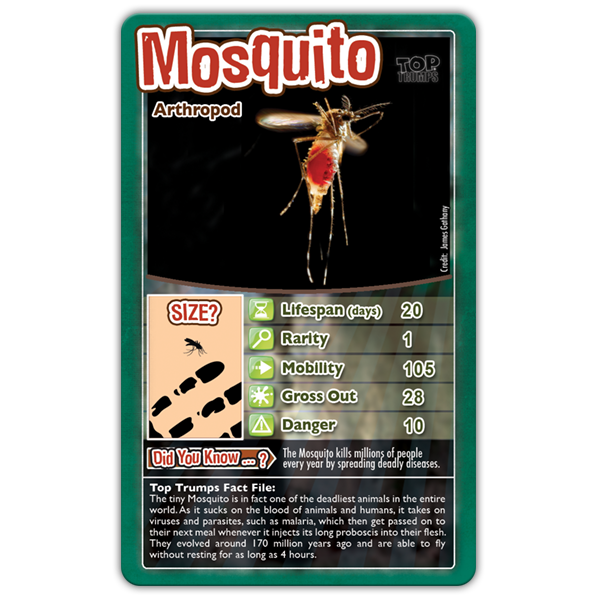 Mosquito
TOP
TRUMPS
Arthropod
Credit: James Gathany
SIZE?
Lifespan (days) 20
Rarity 1
Mobility 105
Gross Out 28
Danger 10
Did You Know ... ?
The Mosquito kills millions of people
every year by spreading deadly diseases.
Top Trumps Fact File:
The tiny Mosquito is in fact one of the deadliest animals in the entire
world. As it sucks on the blood of animals and humans, it takes on
viruses and parasites, such as malaria, which then get passed on to
their next meal whenever it injects its long proboscis into their flesh.
They evolved around 170 million years ago and are able to fly
without resting for as long as 4 hours.